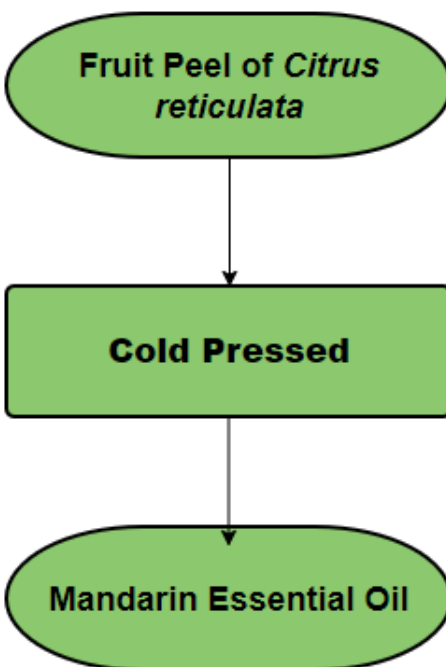 Fruit Peel of Citrus
reticulata
Cold Pressed
Mandarin Essential Oil